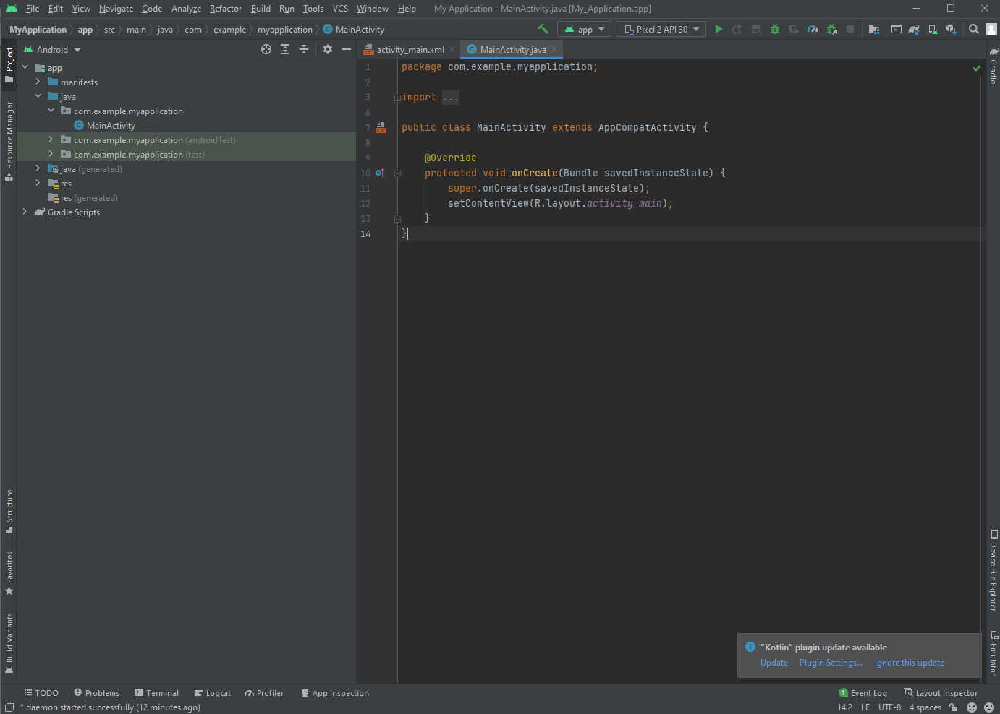 File Edit View Navigate Code Analyze Refactor Build Run Tools VCS Window Help My Application - MainActivity.java [My_Application.app]
MyApplication app src main java com example myapplication MainActivity app Pixel 2 API 30
Android
activity_main.xml MainActivity.java
Project
Resource Manager
Structure
Favorites
Build Variants
app
manifests
java
com.example.myapplication
MainActivity
com.example.myapplication (androidTest)
com.example.myapplication (test)
java (generated)
res
res (generated)
Gradle Scripts
1 package com.example.myapplication;
2
3 import ...
6
7 public class MainActivity extends AppCompatActivity {
8
9 @Override
10 protected void onCreate(Bundle savedInstanceState) {
11 super.onCreate(savedInstanceState);
12 setContentView(R.layout.activity_main);
13 }
14 }
Gradle
Device File Explorer
Emulator
"Kotlin" plugin update available
Update Plugin Settings... Ignore this update
TODO Problems Terminal Logcat Profiler App Inspection 1 Event Log Layout Inspector
* daemon started successfully (12 minutes ago) 14:2 LF UTF-8 4 spaces